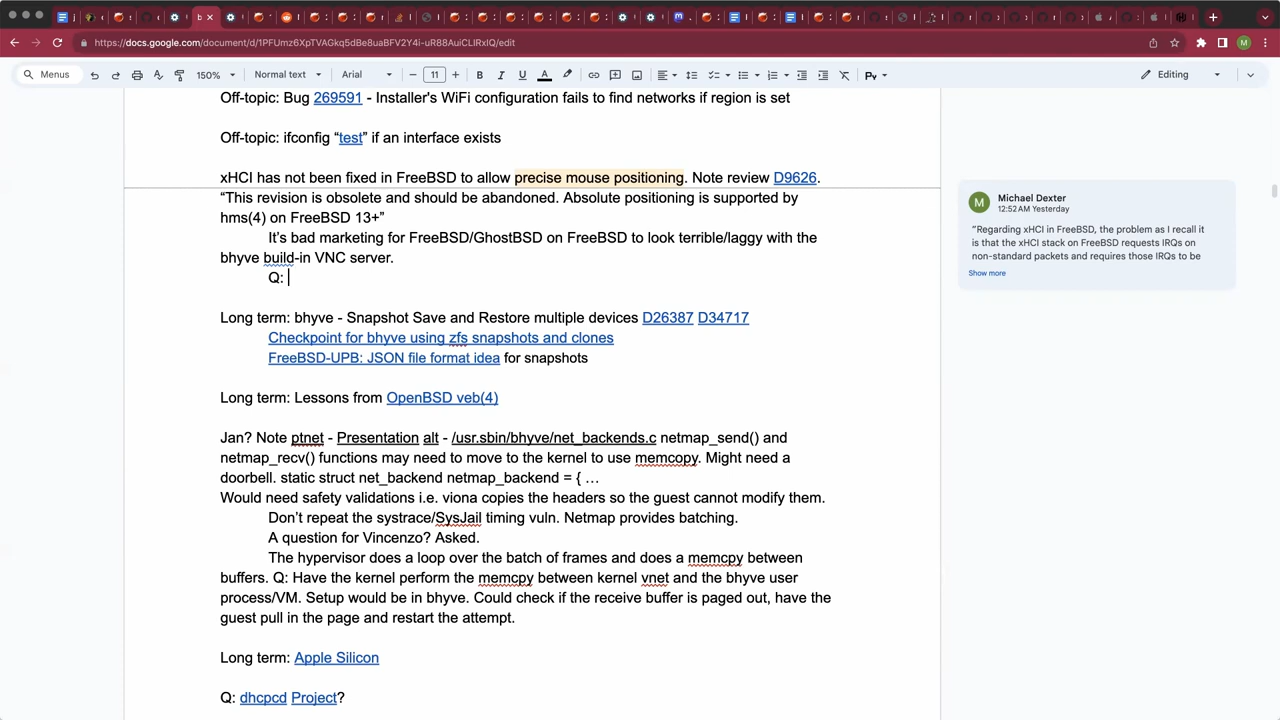 https://docs.google.com/document/d/1PFUmz6XpTVAGkq5dBe8uaBFV2Y4i-uR88AuiCLIRxIQ/edit
M
Menus
150%
Normal text
Arial
11
Editing
Off-topic: Bug 269591 - Installer's WiFi configuration fails to find networks if region is set
Off-topic: ifconfig “test” if an interface exists
xHCI has not been fixed in FreeBSD to allow precise mouse positioning. Note review D9626.
“This revision is obsolete and should be abandoned. Absolute positioning is supported by
hms(4) on FreeBSD 13+”
It’s bad marketing for FreeBSD/GhostBSD on FreeBSD to look terrible/laggy with the
bhyve build-in VNC server.
Q:
M
Michael Dexter
12:52 AM Yesterday
"Regarding xHCI in FreeBSD, the problem as I recall it
is that the xHCI stack on FreeBSD requests IRQs on
non-standard packets and requires those IRQs to be
Show more
Long term: bhyve - Snapshot Save and Restore multiple devices D26387 D34717
Checkpoint for bhyve using zfs snapshots and clones
FreeBSD-UPB: JSON file format idea for snapshots
Long term: Lessons from OpenBSD veb(4)
Jan? Note ptnet - Presentation alt - /usr.sbin/bhyve/net_backends.c netmap_send() and
netmap_recv() functions may need to move to the kernel to use memcopy. Might need a
doorbell. static struct net_backend netmap_backend = { …
Would need safety validations i.e. viona copies the headers so the guest cannot modify them.
Don’t repeat the systrace/SysJail timing vuln. Netmap provides batching.
A question for Vincenzo? Asked.
The hypervisor does a loop over the batch of frames and does a memcpy between
buffers. Q: Have the kernel perform the memcpy between kernel vnet and the bhyve user
process/VM. Setup would be in bhyve. Could check if the receive buffer is paged out, have the
guest pull in the page and restart the attempt.
Long term: Apple Silicon
Q: dhcpcd Project?